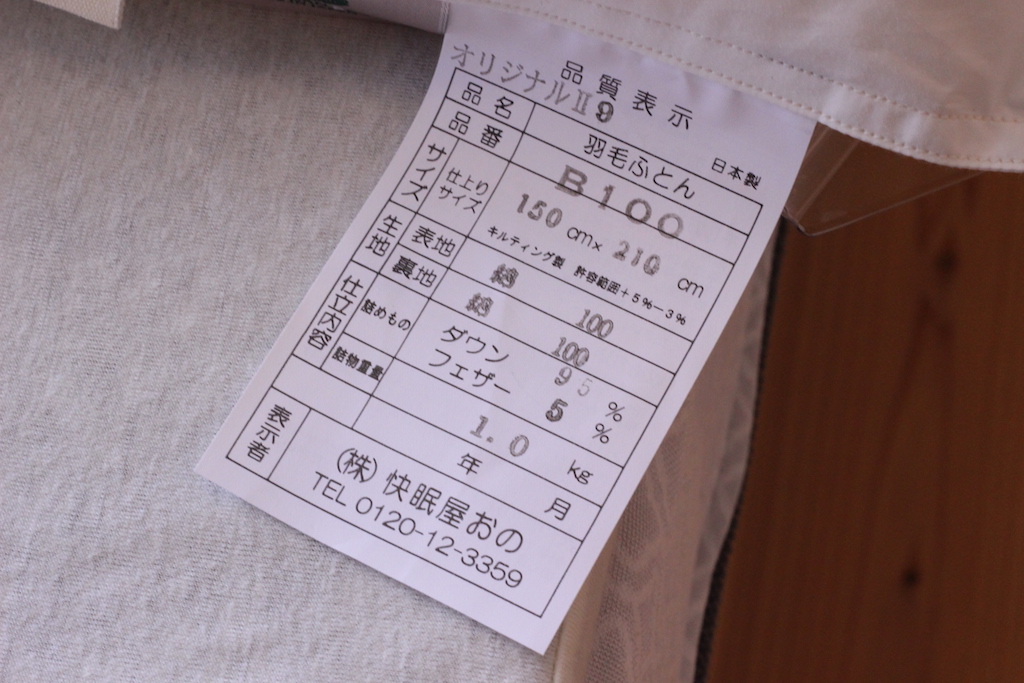 品質表示
オリジナルⅡ9
日本製
品名 羽毛ふとん
品番 B100
サイズ 仕上りサイズ 150 cm× 210 cm
キルティング製 許容範囲+5%-3%
生地 表地 綿 100
裏地 綿 100
仕立内容 詰めもの ダウン 95 %
フェザー 5 %
詰物重量 1.0 kg
年 月
表示者 (株)快眠屋おの
TEL 0120-12-3359